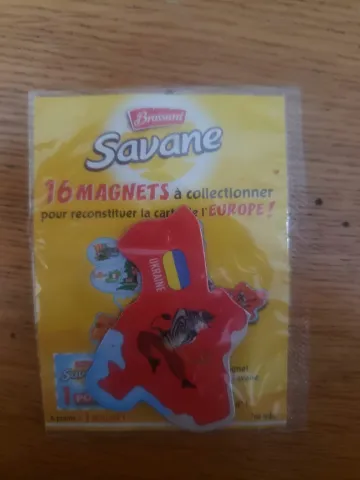 Brossard
Savane
16 MAGNETS à collectionner
pour reconstituer la carte de l'EUROPE !
UKRAINE